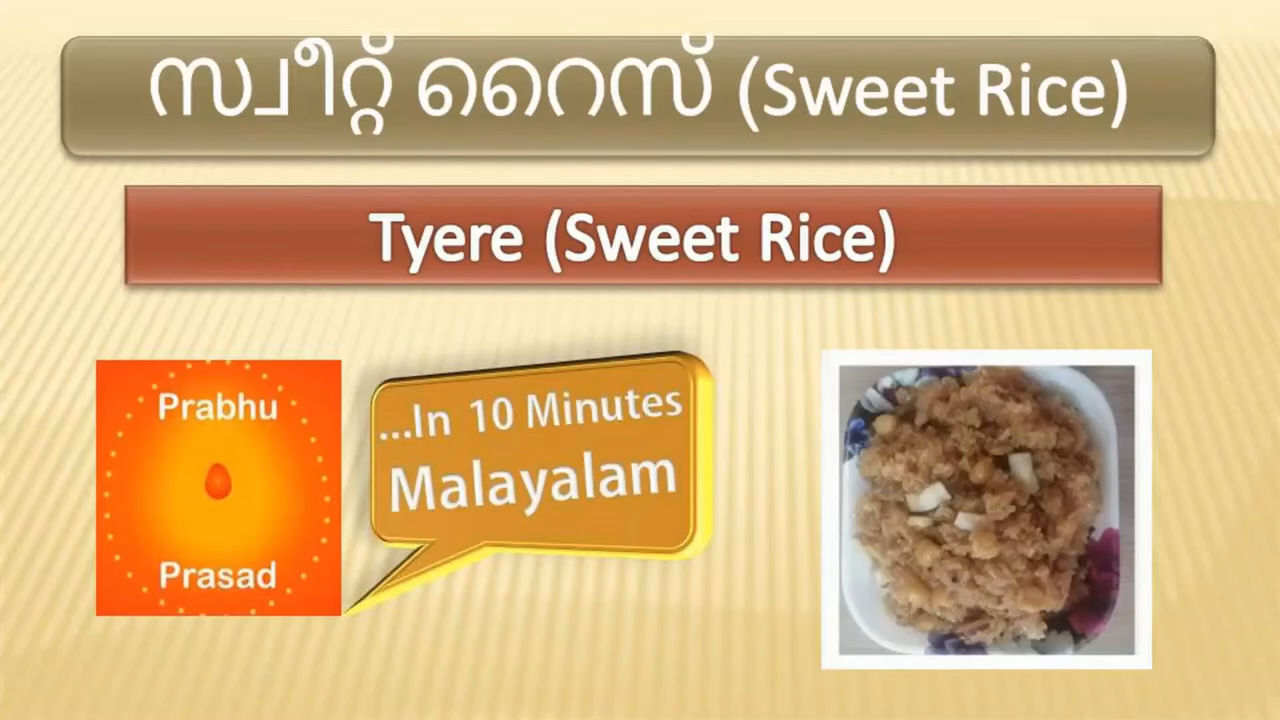 സ്വീറ്റ് റൈസ് (Sweet Rice)
Tyere (Sweet Rice)
Prabhu
Prasad
...In 10 Minutes
Malayalam